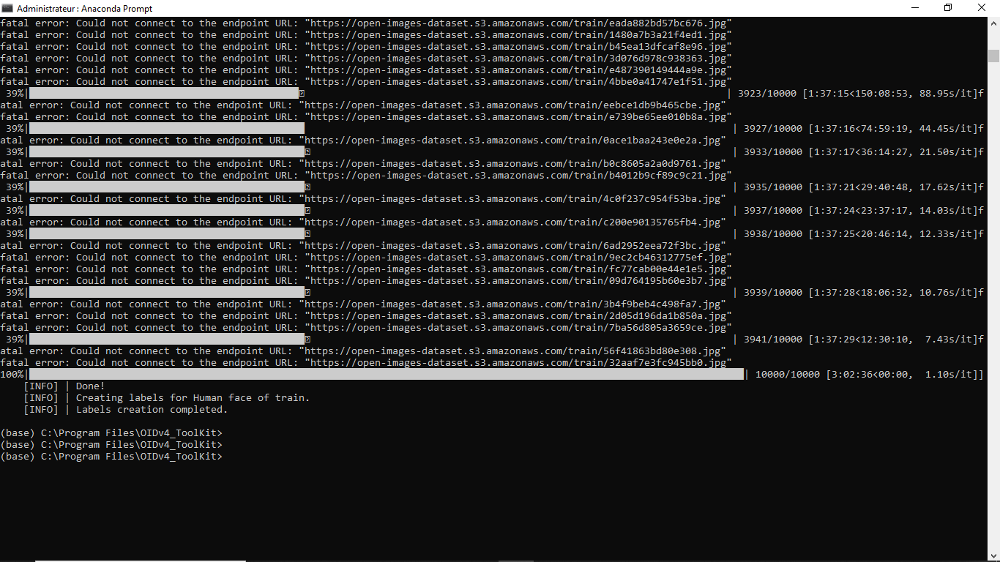 Administrateur : Anaconda Prompt
fatal error: Could not connect to the endpoint URL: "https://open-images-dataset.s3.amazonaws.com/train/eada882bd57bc676.jpg"
fatal error: Could not connect to the endpoint URL: "https://open-images-dataset.s3.amazonaws.com/train/1480a7b3a21f4ed1.jpg"
fatal error: Could not connect to the endpoint URL: "https://open-images-dataset.s3.amazonaws.com/train/b45ea13dfcaf8e96.jpg"
fatal error: Could not connect to the endpoint URL: "https://open-images-dataset.s3.amazonaws.com/train/3d076d978c938363.jpg"
fatal error: Could not connect to the endpoint URL: "https://open-images-dataset.s3.amazonaws.com/train/e487390149444a9e.jpg"
fatal error: Could not connect to the endpoint URL: "https://open-images-dataset.s3.amazonaws.com/train/4bbe0a41747e1f51.jpg"
39%| | 3923/10000 [1:37:15<150:08:53, 88.95s/it]f
atal error: Could not connect to the endpoint URL: "https://open-images-dataset.s3.amazonaws.com/train/eebce1db9b465cbe.jpg"
fatal error: Could not connect to the endpoint URL: "https://open-images-dataset.s3.amazonaws.com/train/e739be65ee010b8a.jpg"
39%| | 3927/10000 [1:37:16<74:59:19, 44.45s/it]f
atal error: Could not connect to the endpoint URL: "https://open-images-dataset.s3.amazonaws.com/train/0ace1baa243e0e2a.jpg"
39%| | 3933/10000 [1:37:17<36:14:27, 21.50s/it]f
atal error: Could not connect to the endpoint URL: "https://open-images-dataset.s3.amazonaws.com/train/b0c8605a2a0d9761.jpg"
fatal error: Could not connect to the endpoint URL: "https://open-images-dataset.s3.amazonaws.com/train/b4012b9cf89c9c21.jpg"
39%| | 3935/10000 [1:37:21<29:40:48, 17.62s/it]f
atal error: Could not connect to the endpoint URL: "https://open-images-dataset.s3.amazonaws.com/train/4c0f237c954f53ba.jpg"
39%| | 3937/10000 [1:37:24<23:37:17, 14.03s/it]f
atal error: Could not connect to the endpoint URL: "https://open-images-dataset.s3.amazonaws.com/train/c200e90135765fb4.jpg"
39%| | 3938/10000 [1:37:25<20:46:14, 12.33s/it]f
atal error: Could not connect to the endpoint URL: "https://open-images-dataset.s3.amazonaws.com/train/6ad2952eea72f3bc.jpg"
fatal error: Could not connect to the endpoint URL: "https://open-images-dataset.s3.amazonaws.com/train/9ec2cb46312775ef.jpg"
fatal error: Could not connect to the endpoint URL: "https://open-images-dataset.s3.amazonaws.com/train/fc77cab00e44e1e5.jpg"
fatal error: Could not connect to the endpoint URL: "https://open-images-dataset.s3.amazonaws.com/train/09d764195b60e3b7.jpg"
39%| | 3939/10000 [1:37:28<18:06:32, 10.76s/it]f
atal error: Could not connect to the endpoint URL: "https://open-images-dataset.s3.amazonaws.com/train/3b4f9beb4c498fa7.jpg"
fatal error: Could not connect to the endpoint URL: "https://open-images-dataset.s3.amazonaws.com/train/2d05d196da1b850a.jpg"
fatal error: Could not connect to the endpoint URL: "https://open-images-dataset.s3.amazonaws.com/train/7ba56d805a3659ce.jpg"
39%| | 3941/10000 [1:37:29<12:30:10, 7.43s/it]f
atal error: Could not connect to the endpoint URL: "https://open-images-dataset.s3.amazonaws.com/train/56f41863bd80e308.jpg"
fatal error: Could not connect to the endpoint URL: "https://open-images-dataset.s3.amazonaws.com/train/32aaf7e3fc945bb0.jpg"
100%| | 10000/10000 [3:02:36<00:00, 1.10s/it]]
[INFO] | Done!
[INFO] | Creating labels for Human face of train.
[INFO] | Labels creation completed.
(base) C:\Program Files\OIDv4_ToolKit>
(base) C:\Program Files\OIDv4_ToolKit>
(base) C:\Program Files\OIDv4_ToolKit>